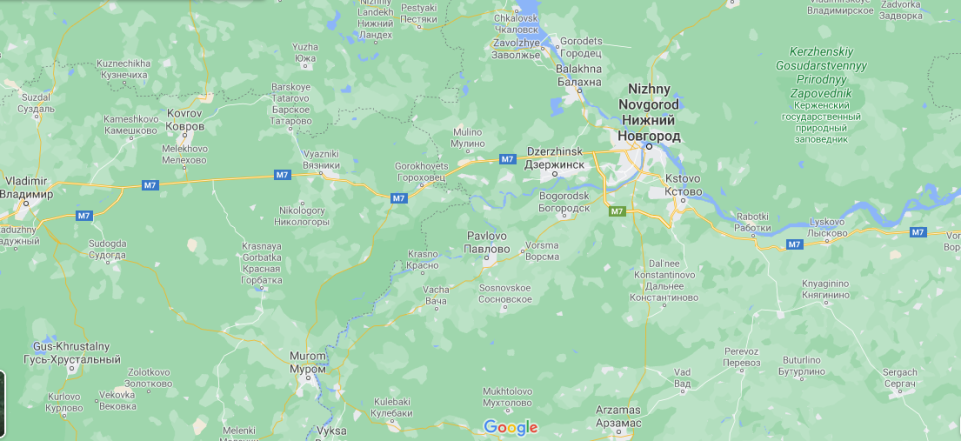 Nizhny
Landekh
Нижний
Ландех
Pestyaki
Пестяки
Chkalovsk
Чкаловск
Владимирское
Zadvorka
Задворка
Yuzha
Южа
Zavolzhye
Заволжье
Gorodets
Городец
Kuznechikha
Кузнечиха
Balakhna
Балахна
Kerzhenskiy
Gosudarstvennyy
Prirodnyy
Zapovednik
Керженский
государственный
природный
заповедник
Suzdal
Суздаль
Barskoye
Tatarovo
Барское
Татарово
Nizhny
Novgorod
Нижний
Новгород
Kovrov
Ковров
Kameshkovo
Камешково
Mulino
Мулино
Melekhovo
Мелехово
Vyazniki
Вязники
Gorokhovets
Гороховец
M7
Dzerzhinsk
Дзержинск
Vladimir
Владимир
M7
M7
M7
Kstovo
Кстово
M7
Nikologory
Никологоры
Bogorodsk
Богородск
M7
Rabotki
Работки
Lyskovo
Лысково
M7
M7
Sudogda
Судогда
Krasnaya
Gorbatka
Красная
Горбатка
Pavlovo
Павлово
Vorsma
Ворсма
Krasno
Красно
Dal'nee
Konstantinovo
Дальнее
Константиново
Vacha
Вача
Sosnovskoe
Сосновское
Knyaginino
Княгинино
Gus-Khrustalny
Гусь-Хрустальный
Murom
Муром
Perevoz
Перевоз
Buturlino
Бутурлино
Zolotkovo
Золотково
Vad
Вад
Sergach
Сергач
Kurlovo
Курлово
Vekovka
Вековка
Kulebaki
Кулебаки
Mukhtolovo
Мухтолово
Arzamas
Арзамас
Melenki
Vyksa
Google